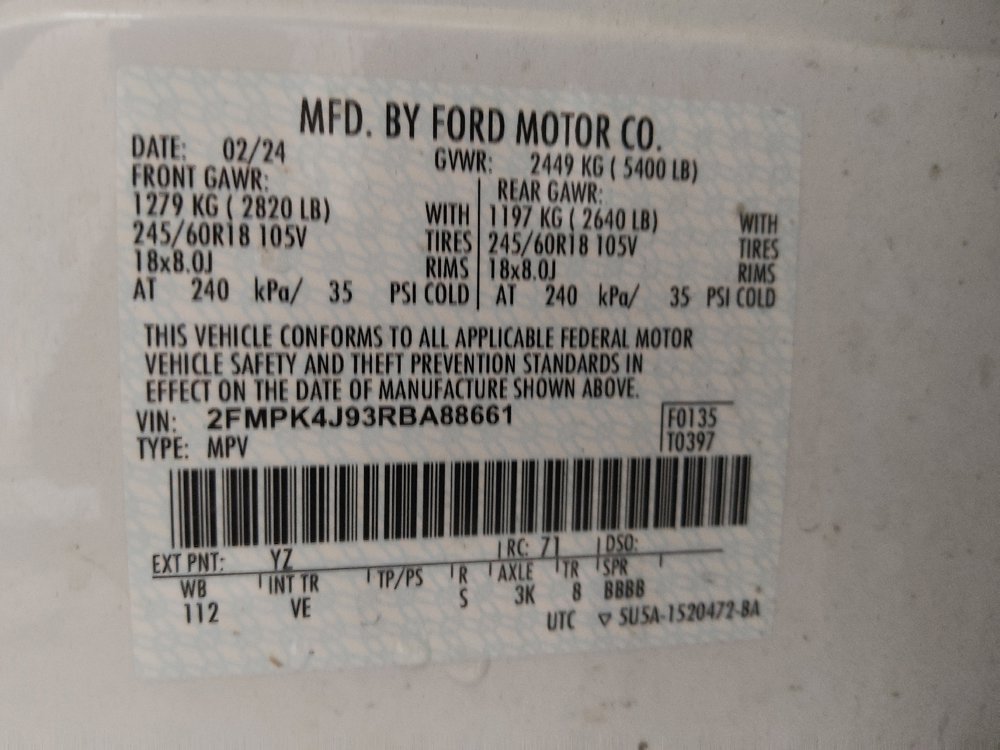 MFD. BY FORD MOTOR CO.
DATE: 02/24 GVWR: 2449 KG ( 5400 LB)
FRONT GAWR: REAR GAWR:
1279 KG ( 2820 LB) WITH 1197 KG ( 2640 LB) WITH
245/60R18 105V TIRES 245/60R18 105V TIRES
18x8.0J RIMS 18x8.0J RIMS
AT 240 kPa/ 35 PSI COLD AT 240 kPa/ 35 PSI COLD
THIS VEHICLE CONFORMS TO ALL APPLICABLE FEDERAL MOTOR
VEHICLE SAFETY AND THEFT PREVENTION STANDARDS IN
EFFECT ON THE DATE OF MANUFACTURE SHOWN ABOVE.
VIN: 2FMPK4J93RBA88661 F0135
TYPE: MPV T0397
EXT PNT: YZ RC: 71 DSO:
WB INT TR TP/PS R AXLE TR SPR
112 VE S 3K 8 BBBB
UTC ▽ SU5A-1520472-BA